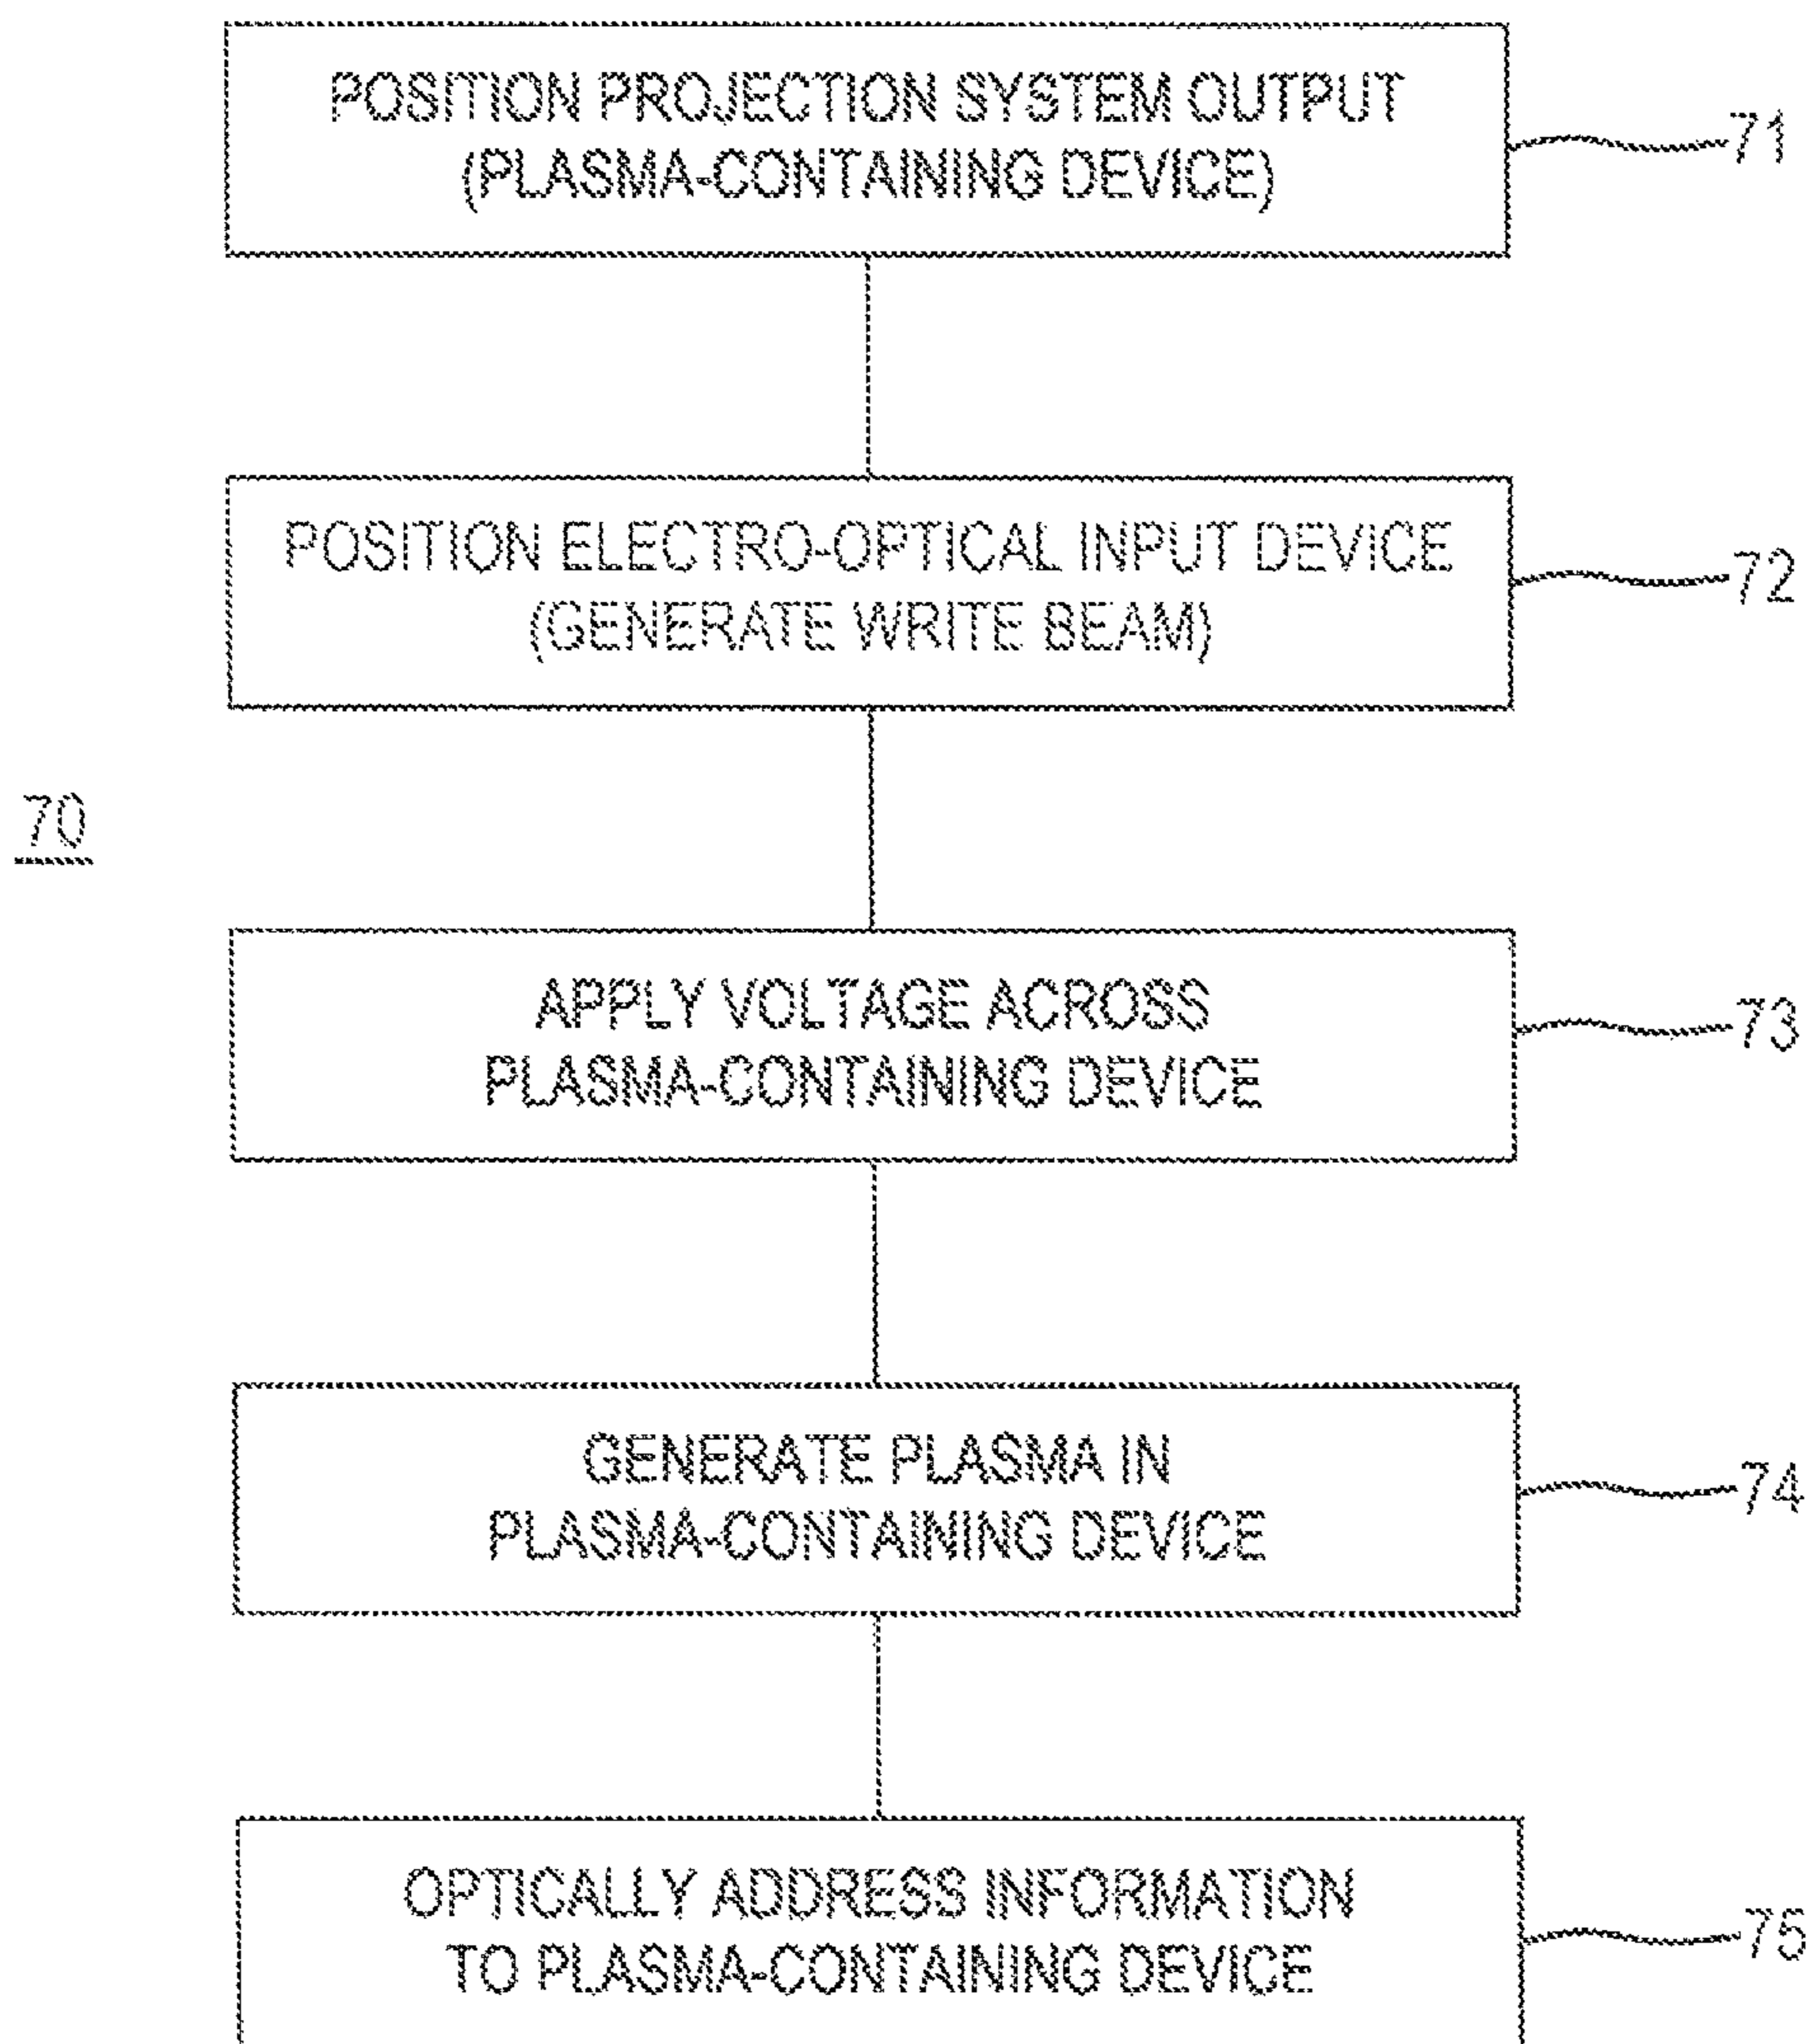 POSITION PROJECTION SYSTEM OUTPUT
(PLASMA-CONTAINING DEVICE)
71
POSITION ELECTRO-OPTICAL INPUT DEVICE
(GENERATE WRITE BEAM)
72
70
APPLY VOLTAGE ACROSS
PLASMA-CONTAINING DEVICE
73
GENERATE PLASMA IN
PLASMA-CONTAINING DEVICE
74
OPTICALLY ADDRESS INFORMATION
TO PLASMA-CONTAINING DEVICE
75